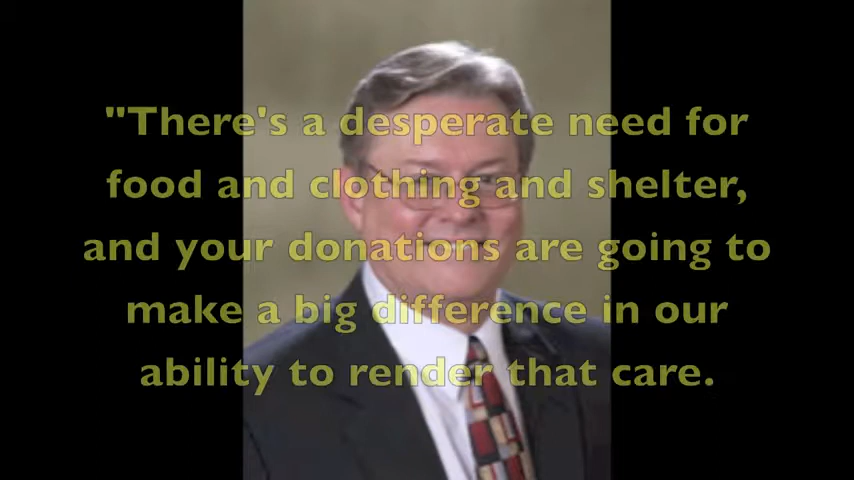 "There's a desperate need for
food and clothing and shelter,
and your donations are going to
make a big difference in our
ability to render that care.